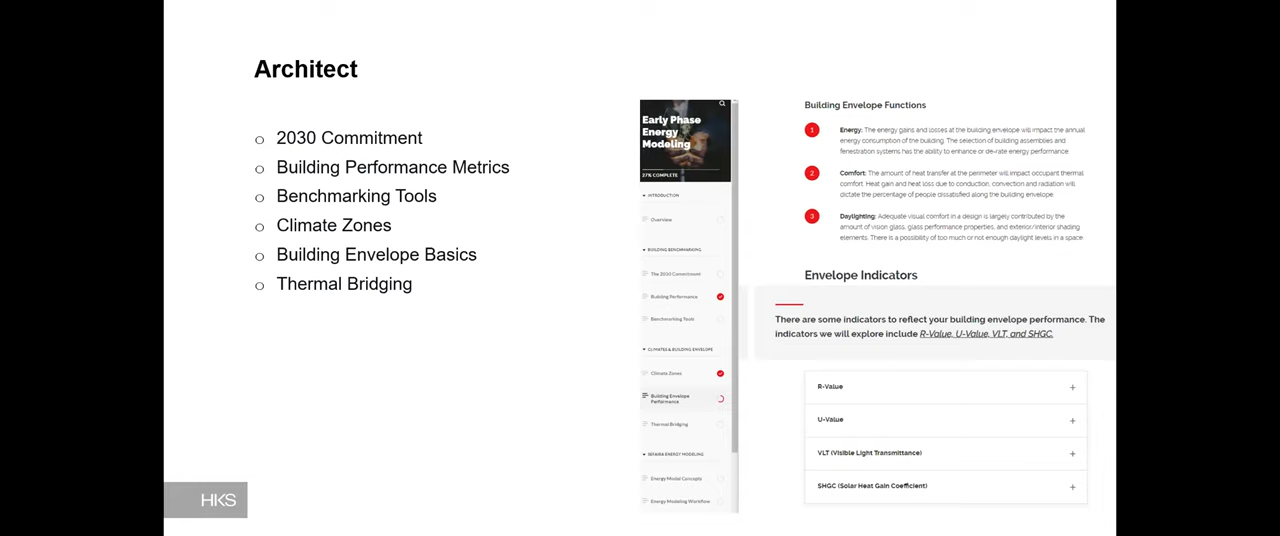 Architect
2030 Commitment
Building Performance Metrics
Benchmarking Tools
Climate Zones
Building Envelope Basics
Thermal Bridging
HKS
Early Phase
Energy
Modeling
27% COMPLETE
INTRODUCTION
Overview
BUILDING BENCHMARKING
The 2030 Commitment
Building Performance
Benchmarking Tools
CLIMATES & BUILDING ENVELOPE
Climate Zones
Building Envelope
Performance
Thermal Bridging
SEFAIRA ENERGY MODELING
Energy Model Concepts
Energy Modeling Workflow
Building Envelope Functions
1
Energy: The energy gains and losses at the building envelope will impact the annual
energy consumption of the building. The selection of building assemblies and
fenestration systems has the ability to enhance or de-rate energy performance.
2
Comfort: The amount of heat transfer at the perimeter will impact occupant thermal
comfort. Heat gain and heat loss due to conduction, convection and radiation will
dictate the percentage of people dissatisfied along the building envelope.
3
Daylighting: Adequate visual comfort in a design is largely contributed by the
amount of vision glass, glass performance properties, and exterior/interior shading
elements. There is a possibility of too much or not enough daylight levels in a space
Envelope Indicators
There are some indicators to reflect your building envelope performance. The
indicators we will explore include R-Value, U-Value, VLT, and SHGC.
R-Value +
U-Value +
VLT (Visible Light Transmittance) +
SHGC (Solar Heat Gain Coefficient) +